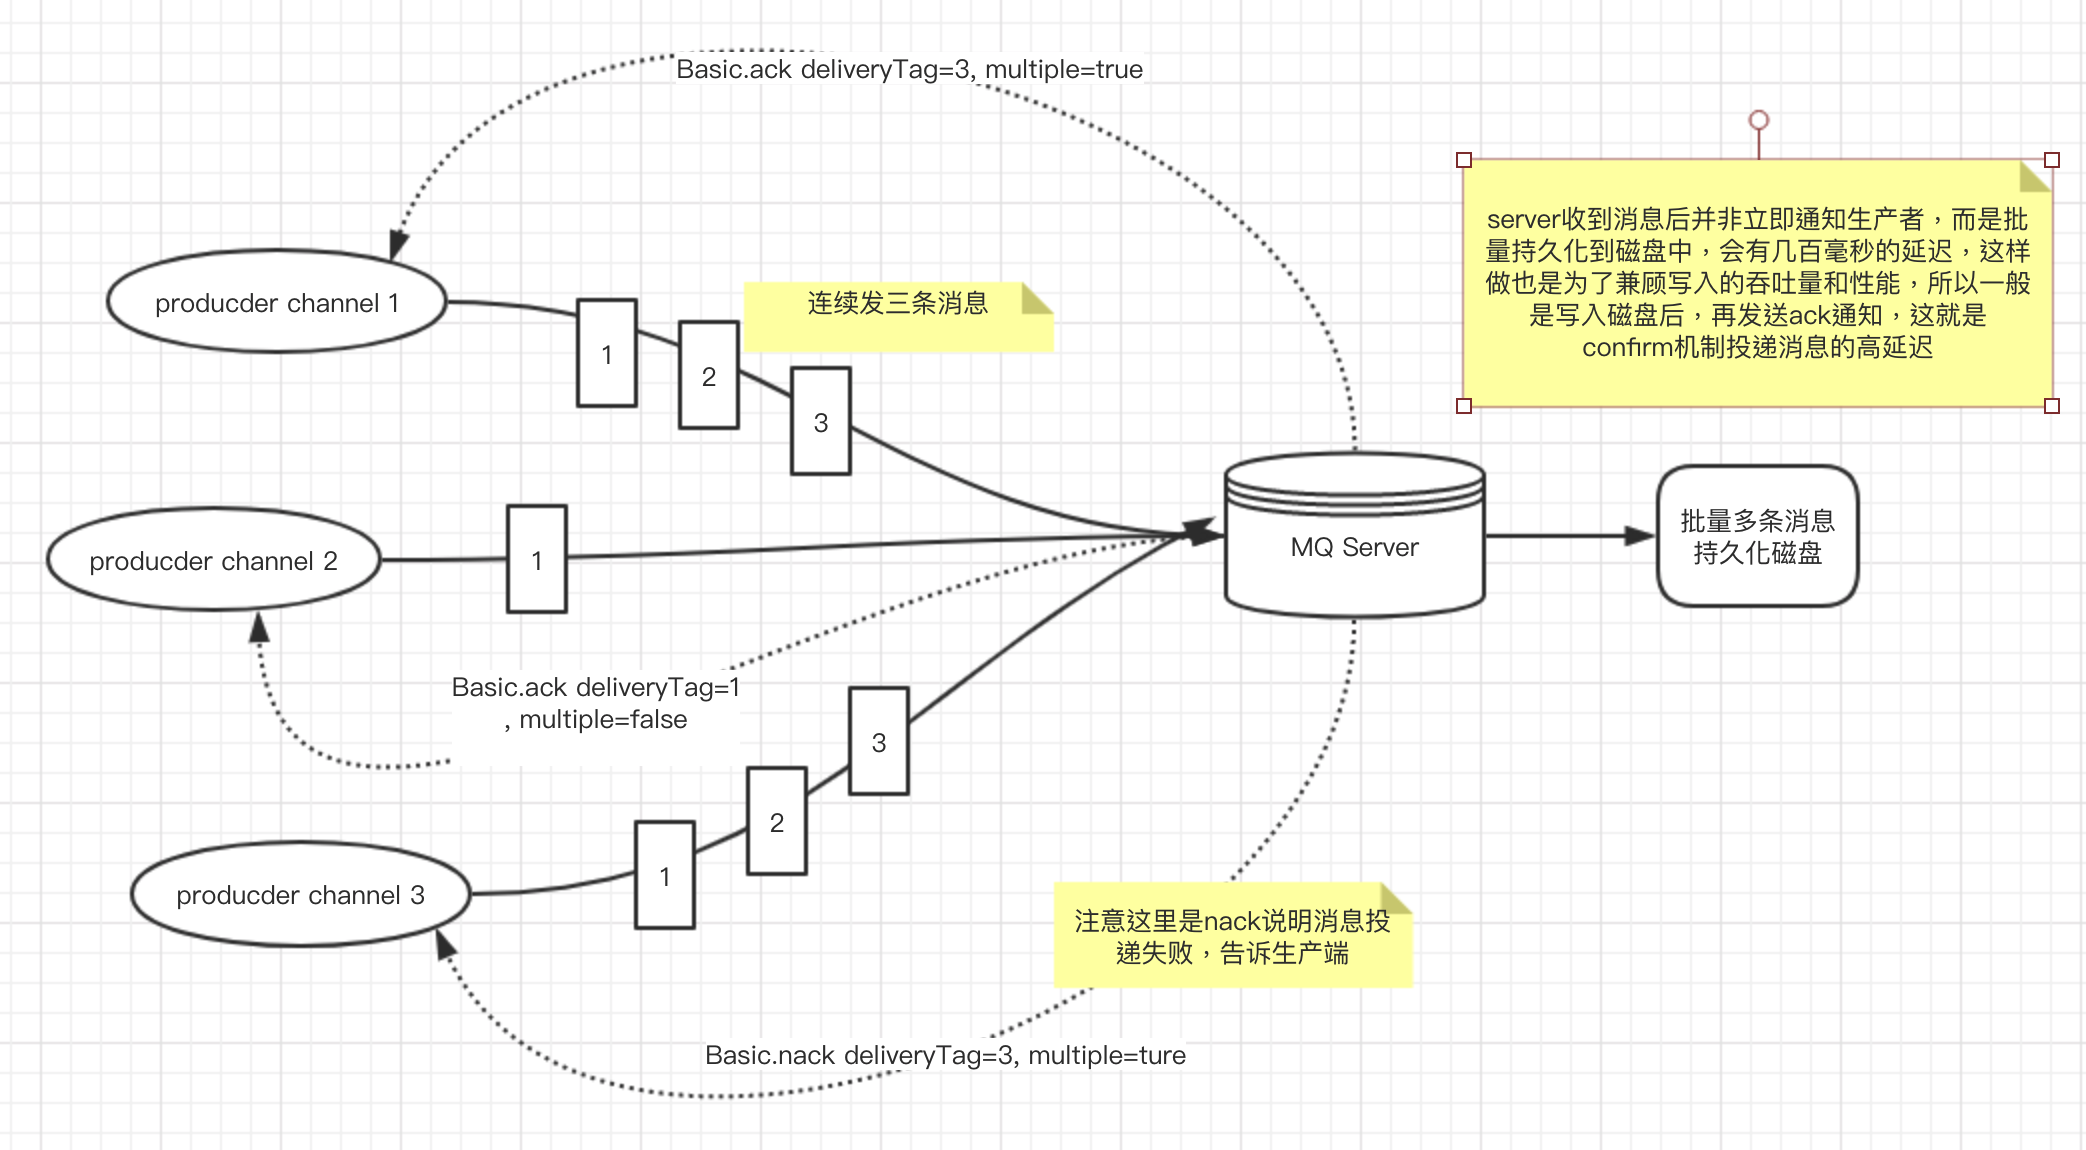 Basic.ack deliveryTag=3, multiple=true
server收到消息后并非立即通知生产者，而是批
量持久化到磁盘中，会有几百毫秒的延迟，这样
做也是为了兼顾写入的吞吐量和性能，所以一般
是写入磁盘后，再发送ack通知，这就是
confirm机制投递消息的高延迟
producder channel 1
连续发三条消息
1
2
3
producder channel 2
1
MQ Server
批量多条消息
持久化磁盘
Basic.ack deliveryTag=1
, multiple=false
3
2
1
producder channel 3
注意这里是nack说明消息投
递失败，告诉生产端
Basic.nack deliveryTag=3, multiple=ture